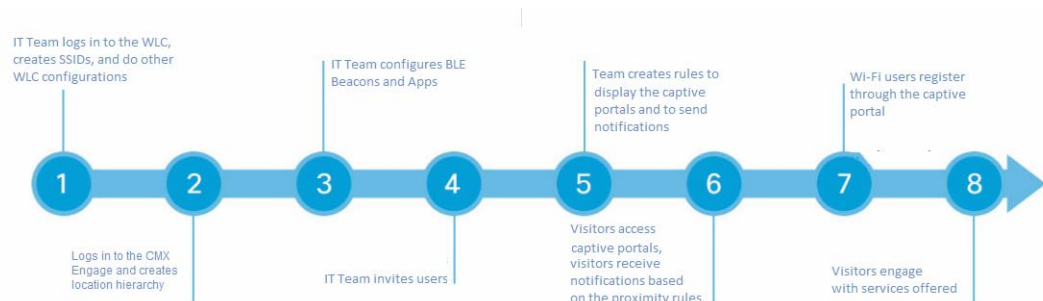 IT Team logs in to the WLC,
creates SSIDs, and do other
WLC configurations
IT Team configures BLE
Beacons and Apps
Team creates rules to
display the captive
portals and to send
notifications
Wi-Fi users register
through the captive
portal
1
2
3
4
5
6
7
8
Logs in to the CMX
Engage and creates
location hierarchy
IT Team invites users
Visitors access
captive portals,
visitors receive
notifications based
on the proximity rules
Visitors engage
with services offered